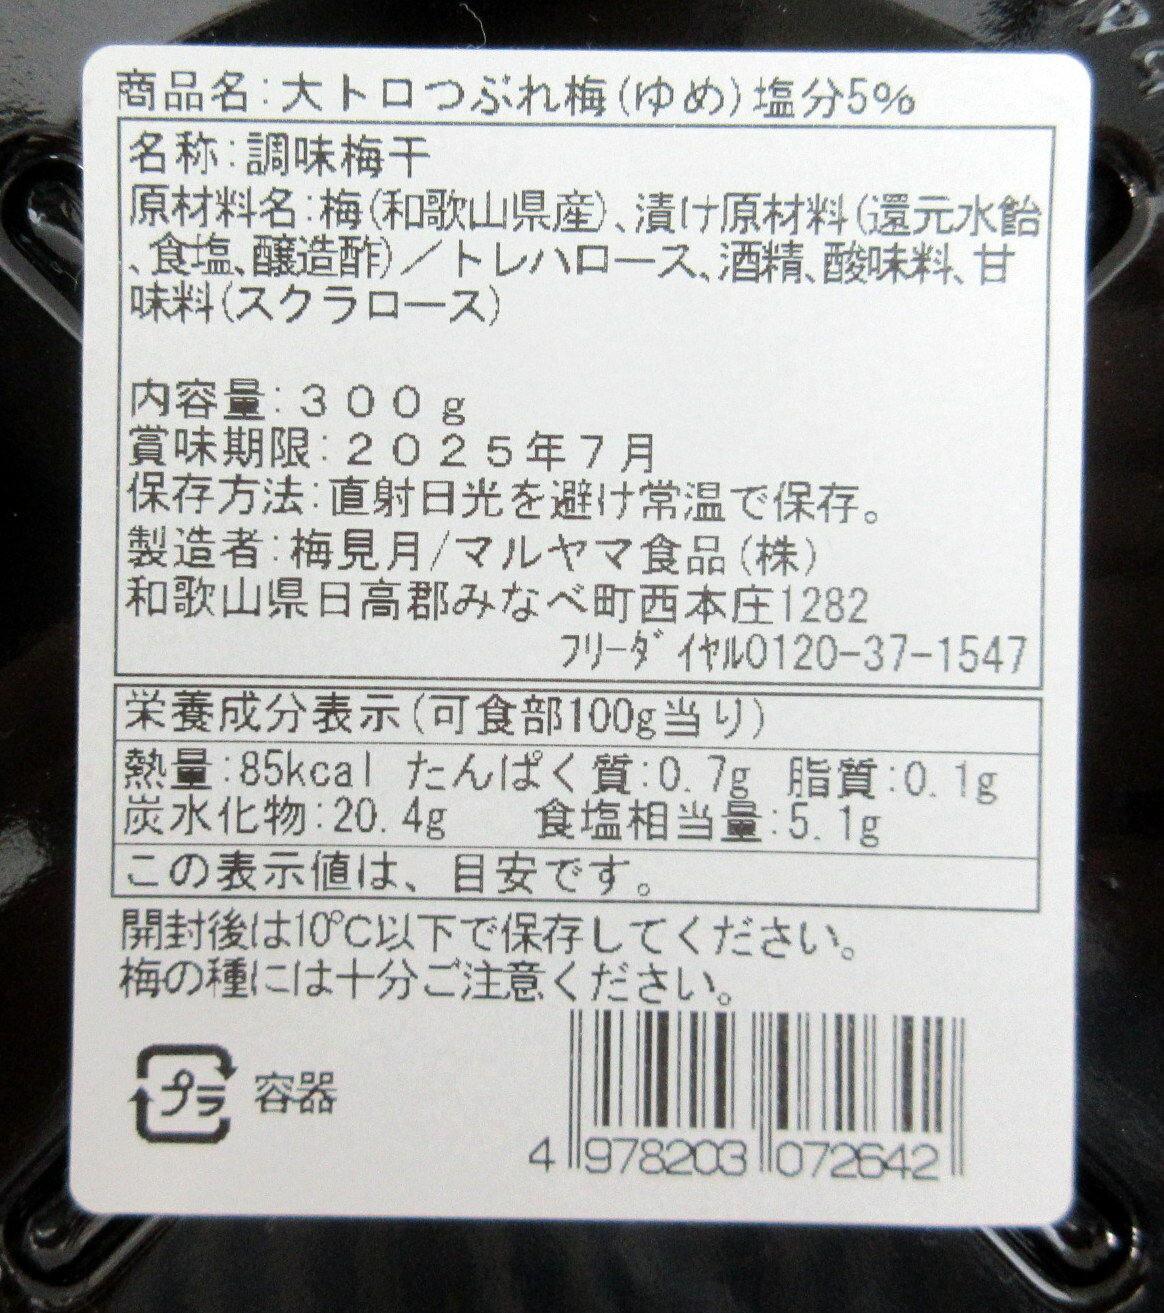 商品名:大トロつぶれ梅(ゆめ)塩分5%
名称:調味梅干
原材料名:梅(和歌山県産)、漬け原材料(還元水飴
、食塩、醸造酢)／トレハロース、酒精、酸味料、甘
味料(スクラロース)
内容量:３００ｇ
賞味期限:２０２５年７月
保存方法:直射日光を避け常温で保存。
製造者:梅見月/マルヤマ食品(株)
和歌山県日高郡みなべ町西本庄1282
ﾌﾘｰﾀﾞｲﾔﾙ0120-37-1547
栄養成分表示(可食部100g当り)
熱量:85kcal たんぱく質:0.7g 脂質:0.1g
炭水化物:20.4g 食塩相当量:5.1g
この表示値は、目安です。
開封後は10℃以下で保存してください。
梅の種には十分ご注意ください。
プラ 容器
4 978203 072642